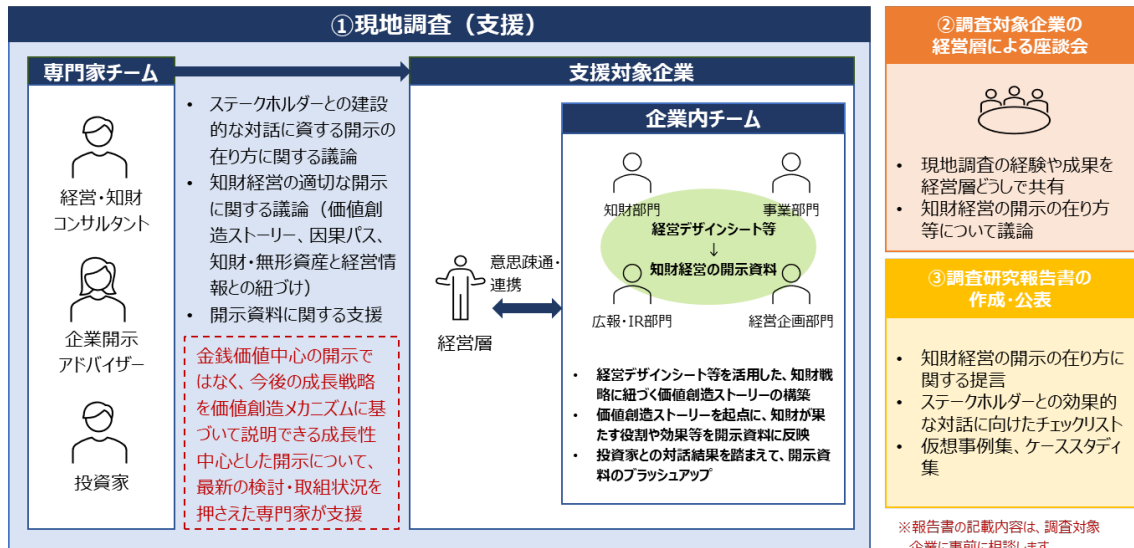 ①現地調査（支援）
専門家チーム
経営・知財
コンサルタント
企業開示
アドバイザー
投資家
• ステークホルダーとの建設
的な対話に資する開示の
在り方に関する議論
• 知財経営の適切な開示
に関する議論（価値創
造ストーリー、因果パス、
知財・無形資産と経営情
報との紐づけ）
• 開示資料に関する支援
金銭価値中心の開示で
はなく、今後の成長戦略
を価値創造メカニズムに基
づいて説明できる成長性
中心とした開示について、
最新の検討・取組状況を
押さえた専門家が支援
支援対象企業
経営層
意思疎通・
連携
企業内チーム
知財部門
事業部門
経営デザインシート等
↓
知財経営の開示資料
広報・IR部門
経営企画部門
• 経営デザインシート等を活用した、知財戦
略に紐づく価値創造ストーリーの構築
• 価値創造ストーリーを起点に、知財が果
たす役割や効果等を開示資料に反映
• 投資家との対話結果を踏まえて、開示資
料のブラッシュアップ
②調査対象企業の
経営層による座談会
• 現地調査の経験や成果を
経営層どうしで共有
• 知財経営の開示の在り方
等について議論
③調査研究報告書の
作成・公表
• 知財経営の開示の在り方に
関する提言
• ステークホルダーとの効果的
な対話に向けたチェックリスト
• 仮想事例集、ケーススタディ
集
※報告書の記載内容は、調査対象
企業に事前に相談します